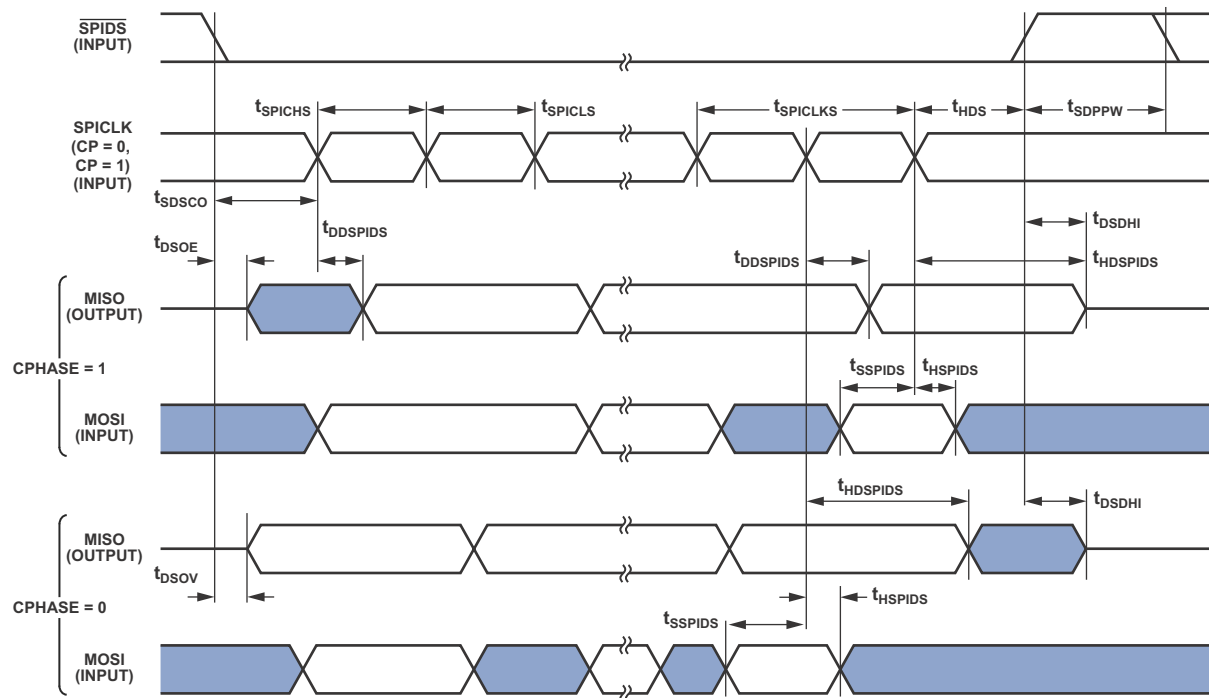 SPIDS
(INPUT)
tSPICHS
tSPICLS
tSPICLKS
tHDS
tSDPPW
SPICLK
(CP = 0,
CP = 1)
(INPUT)
tSDSCO
tDSOE
tDDSPIDS
tDDSPIDS
tDSDHI
tHDSPIDS
MISO
(OUTPUT)
CPHASE = 1
tSSPIDS
tHSPIDS
MOSI
(INPUT)
tHDSPIDS
tDSDHI
MISO
(OUTPUT)
tDSOV
CPHASE = 0
tSSPIDS
tHSPIDS
MOSI
(INPUT)